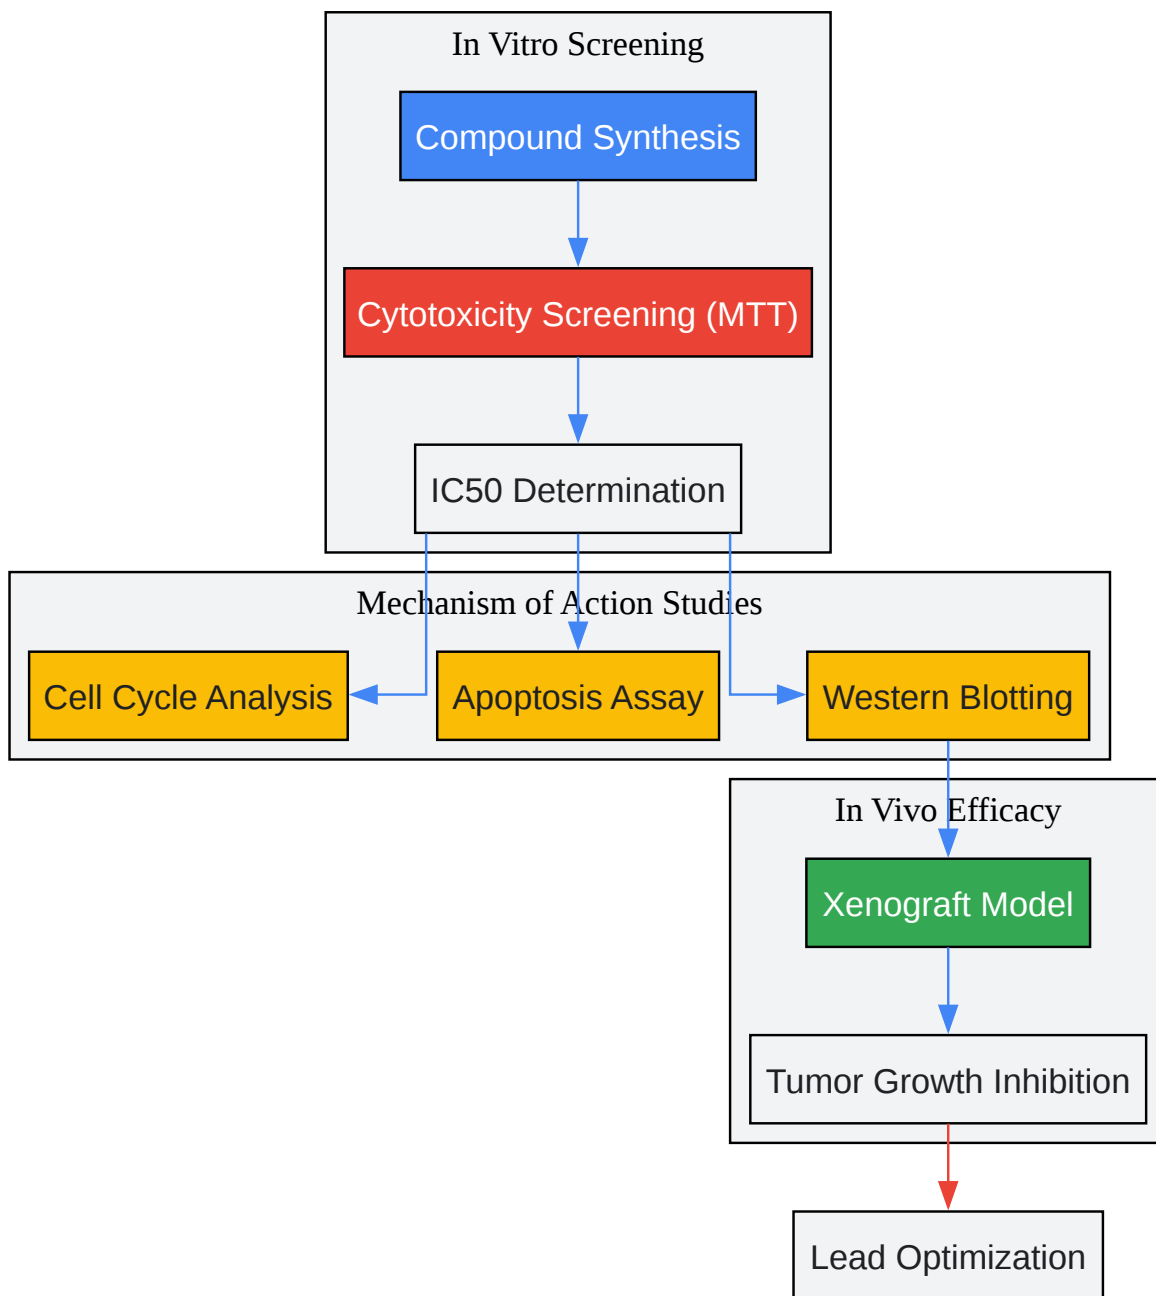 In Vitro Screening
Compound Synthesis
Cytotoxicity Screening (MTT)
IC50 Determination
Mechanism of Action Studies
Cell Cycle Analysis
Apoptosis Assay
Western Blotting
In Vivo Efficacy
Xenograft Model
Tumor Growth Inhibition
Lead Optimization